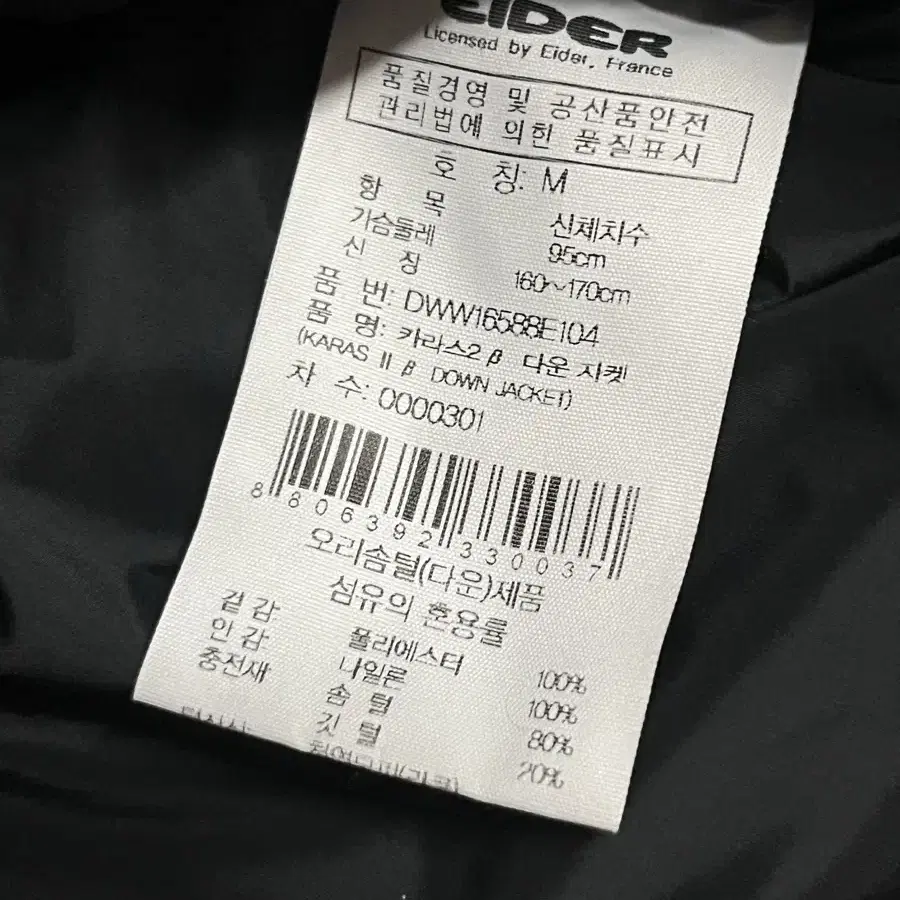 EIDER
Licensed by Eider, France
품질경영 및 공산품안전
관리법에 의한 품질표시
호 칭: M
항 목 신체치수
가슴둘레 95cm
신 장 160~170cm
품 번: DWW16588E104
품 명: 카라스2 β 다운 자켓
(KARAS II β DOWN JACKET)
차 수: 0000301
8806392330037
오리솜털(다운)제품
섬유의 혼용률
겉감 폴리에스터 100%
안감 나일론 100%
충전재 솜털 80%
깃털 20%